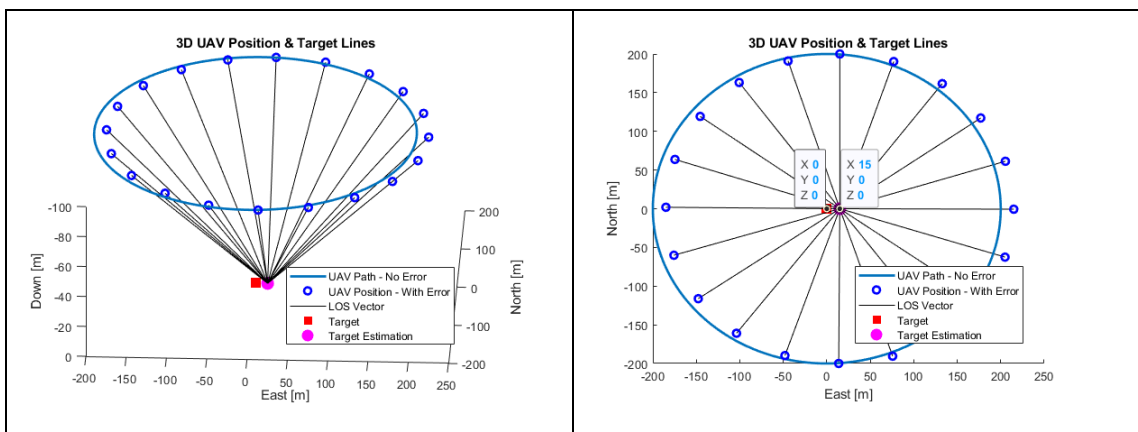 3D UAV Position & Target Lines
-100
-80
-60
-40
-20
0
Down [m]
200
100
0
-100
-200
North [m]
UAV Path - No Error
UAV Position - With Error
LOS Vector
Target
Target Estimation
-200
-150
-100
-50
0
50
100
150
200
250
East [m]
3D UAV Position & Target Lines
200
150
100
50
0
-50
-100
-150
-200
North [m]
X 0
Y 0
Z 0
X 15
Y 0
Z 0
UAV Path - No Error
UAV Position - With Error
LOS Vector
Target
Target Estimation
-200
-150
-100
-50
0
50
100
150
200
250
East [m]